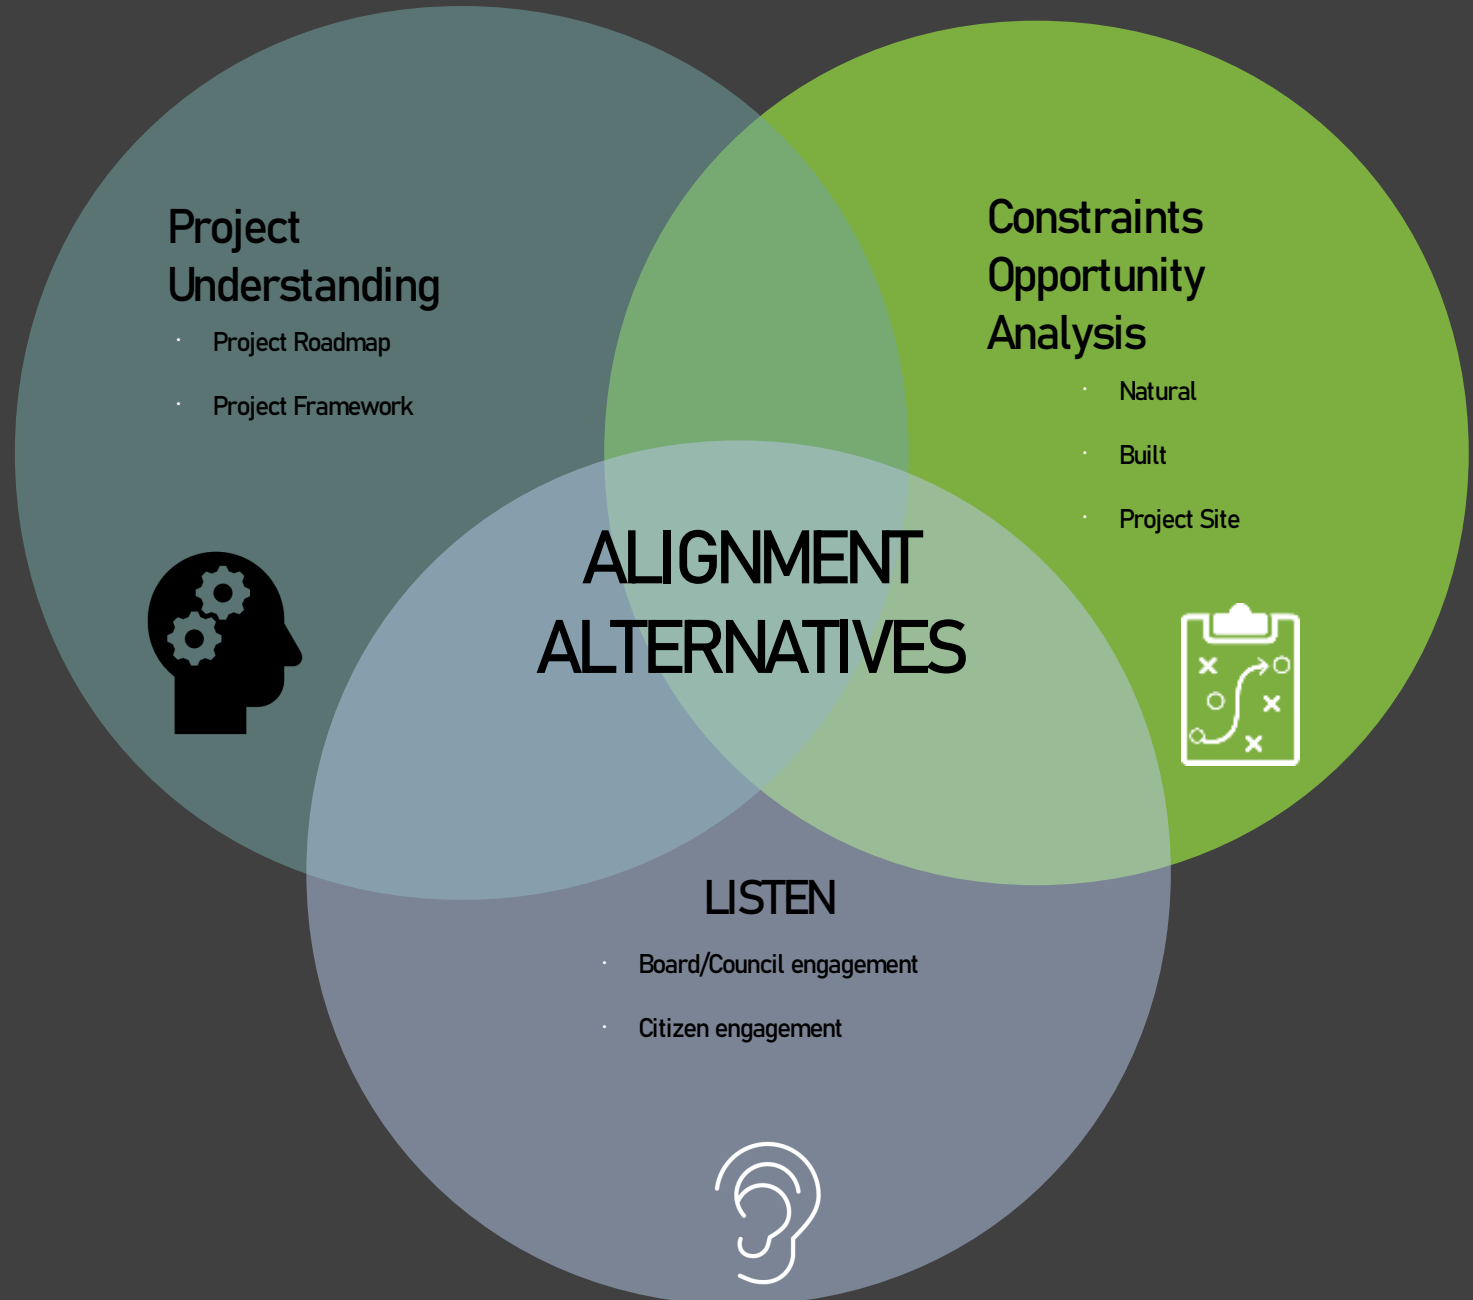 Project
Understanding
· Project Roadmap
· Project Framework
Constraints
Opportunity
Analysis
· Natural
· Built
· Project Site
ALIGNMENT
ALTERNATIVES
LISTEN
· Board/Council engagement
· Citizen engagement